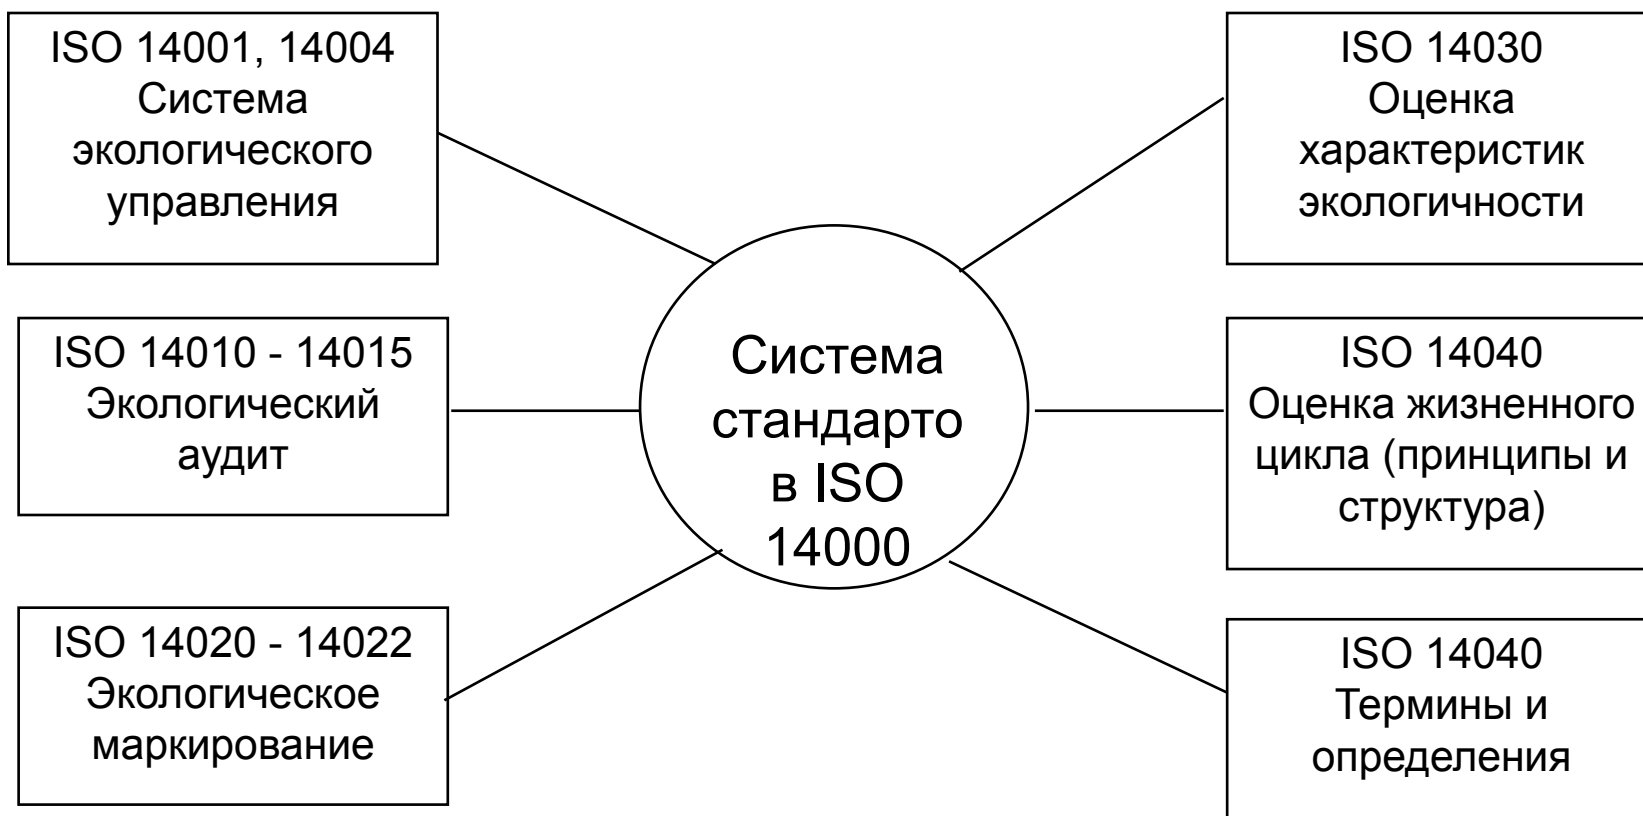 ISO 14001, 14004
Система
экологического
управления
ISO 14010 - 14015
Экологический
аудит
ISO 14020 - 14022
Экологическое
маркирование
Система
стандарто
в ISO
14000
ISO 14030
Оценка
характеристик
экологичности
ISO 14040
Оценка жизненного
цикла (принципы и
структура)
ISO 14040
Термины и
определения